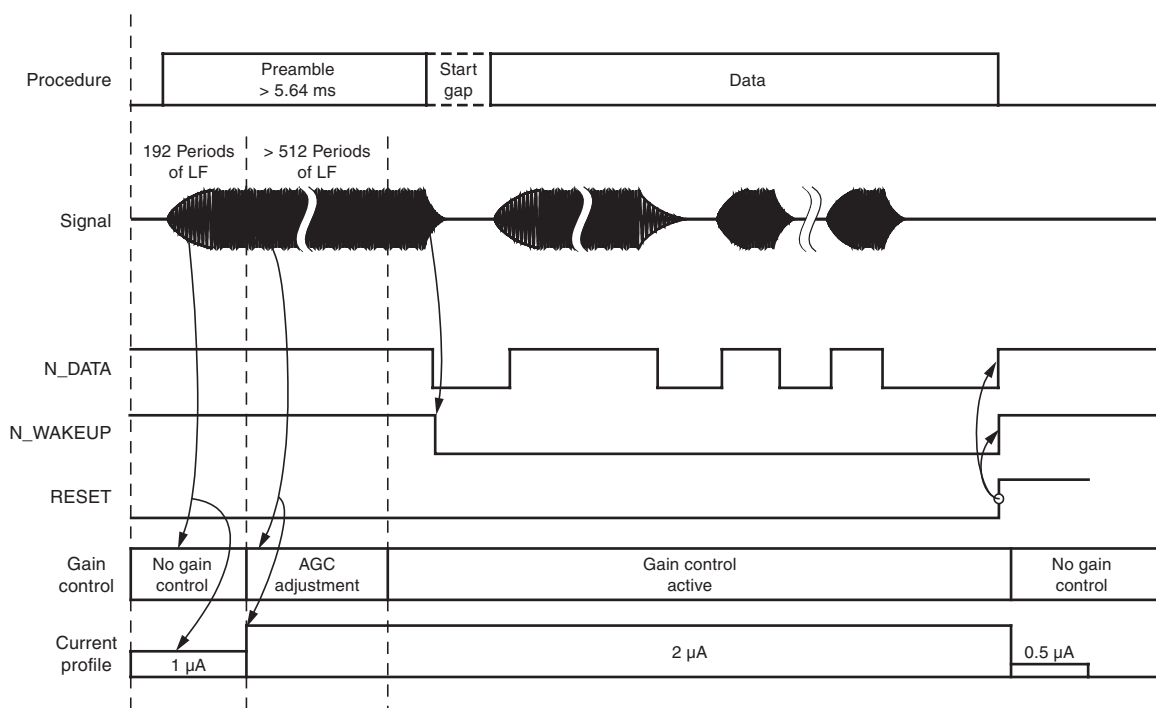 Procedure
Preamble
> 5.64 ms
Start
gap
Data
192 Periods
of LF
> 512 Periods
of LF
Signal
N_DATA
N_WAKEUP
RESET
Gain
control
No gain
control
AGC
adjustment
Gain control
active
No gain
control
Current
profile
1 µA
2 µA
0.5 µA